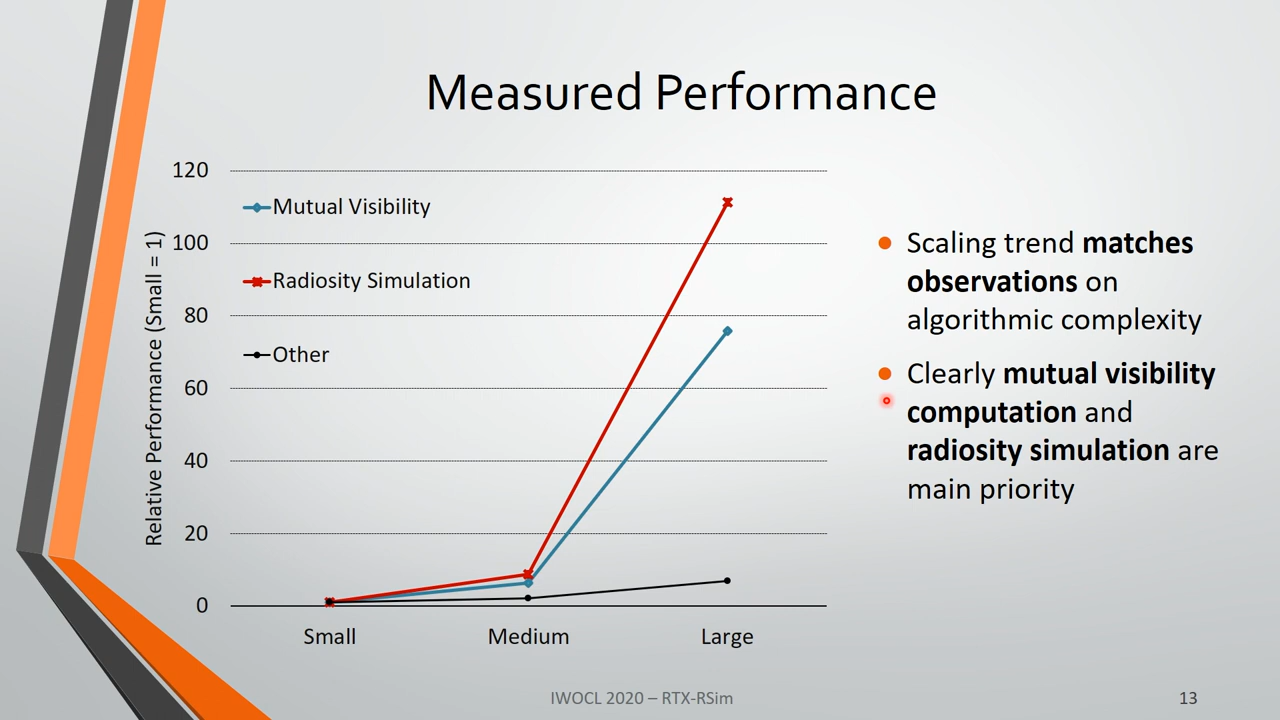 Measured Performance
Relative Performance (Small = 1)
120
100
80
60
40
20
0
Mutual Visibility
Radiosity Simulation
Other
Small Medium Large
Scaling trend matches
observations on
algorithmic complexity
Clearly mutual visibility
computation and
radiosity simulation are
main priority
IWOCL 2020 – RTX-RSim
13